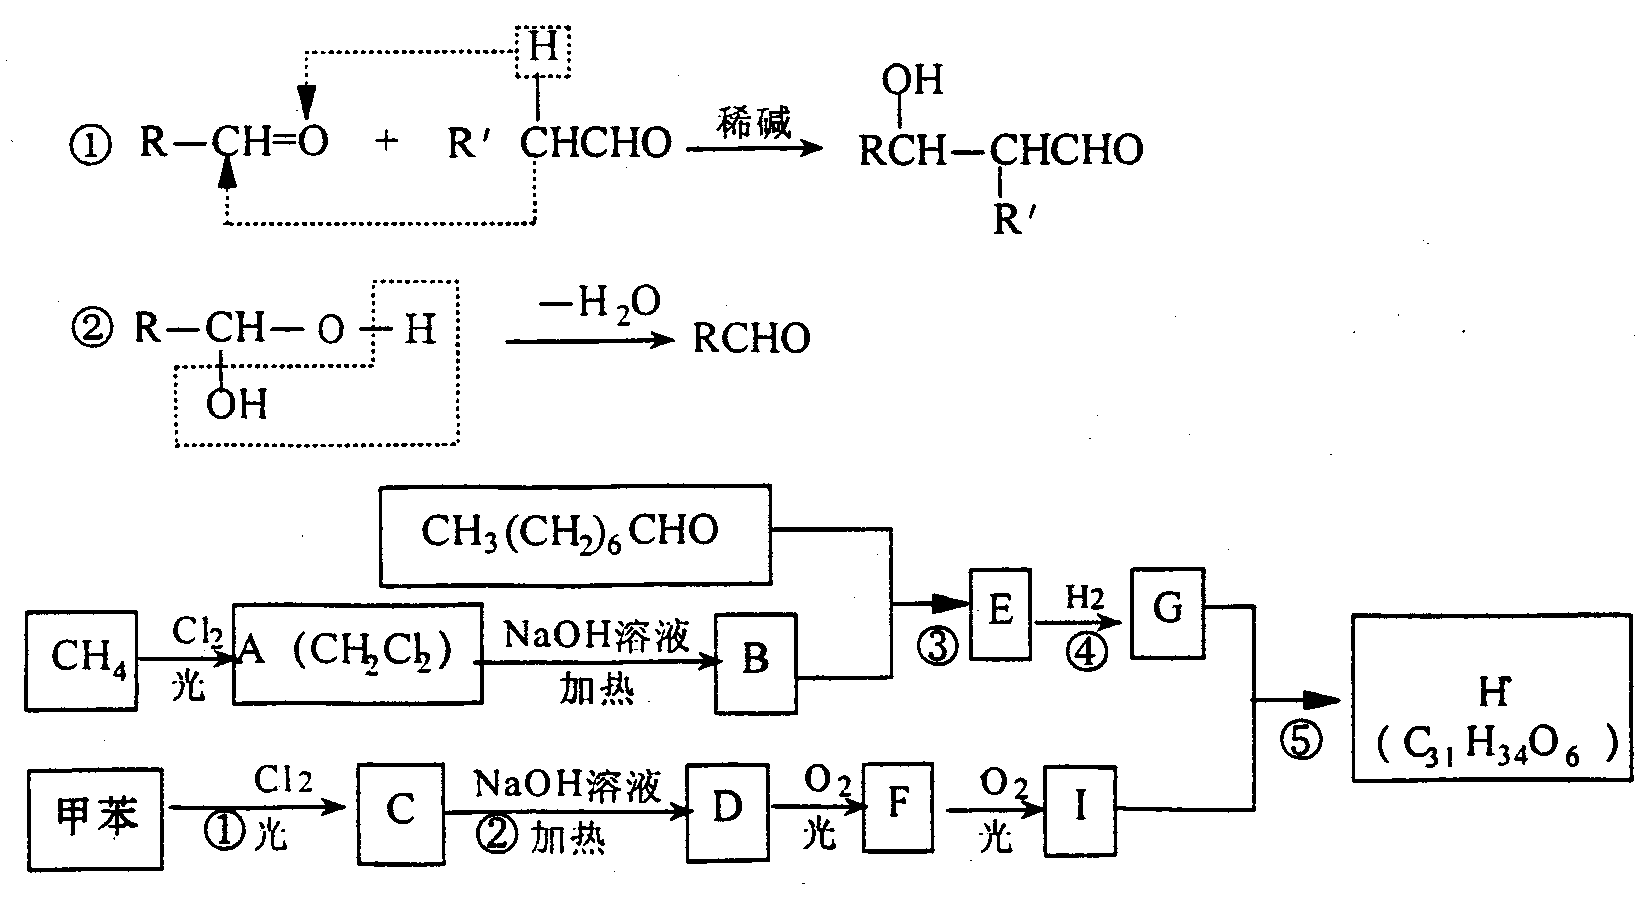 ① R—CH=O + R′ CHCHO 稀碱 RCH—CHCHO
H
OH
R′
② R—CH—O—H —H₂O RCHO
OH
CH₃(CH₂)₆CHO
CH₄ Cl₂ 光 A (CH₂Cl₂) NaOH溶液 加热 B ③ E H2 ④ G
甲苯 Cl2 ① 光 C NaOH溶液 ② 加热 D O2 光 F O2 光 I ⑤ H
(C₃₁H₃₄O₆)